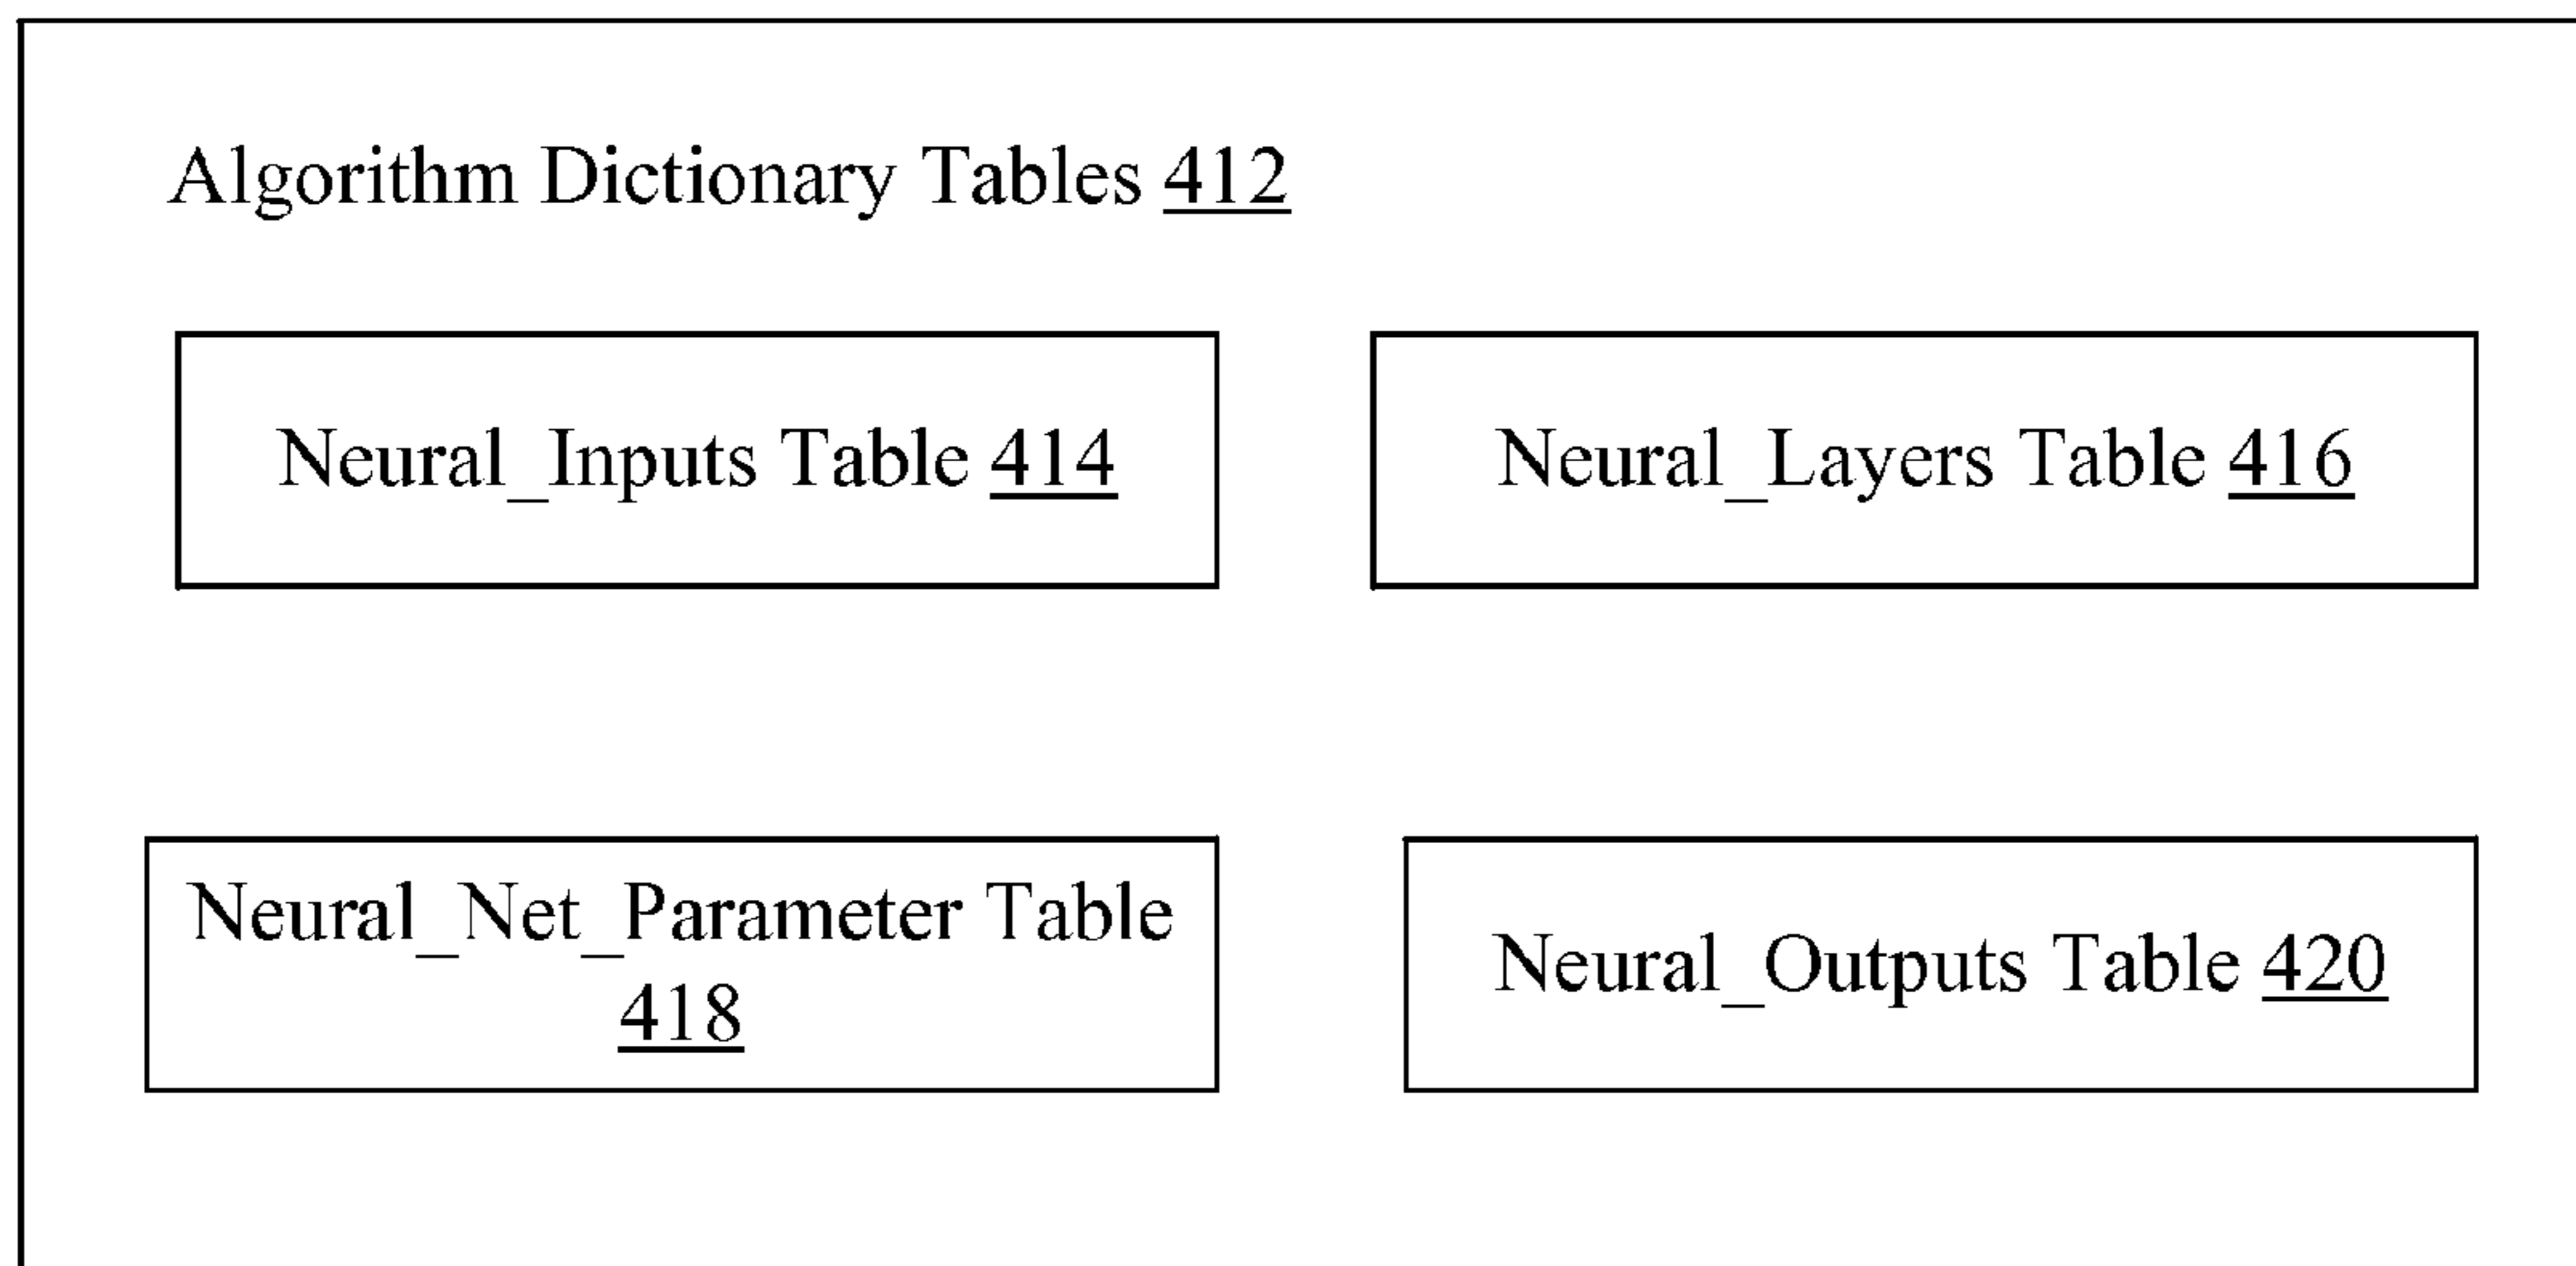 Algorithm Dictionary Tables 412
Neural_Inputs Table 414
Neural_Layers Table 416
Neural_Net_Parameter Table
418
Neural_Outputs Table 420